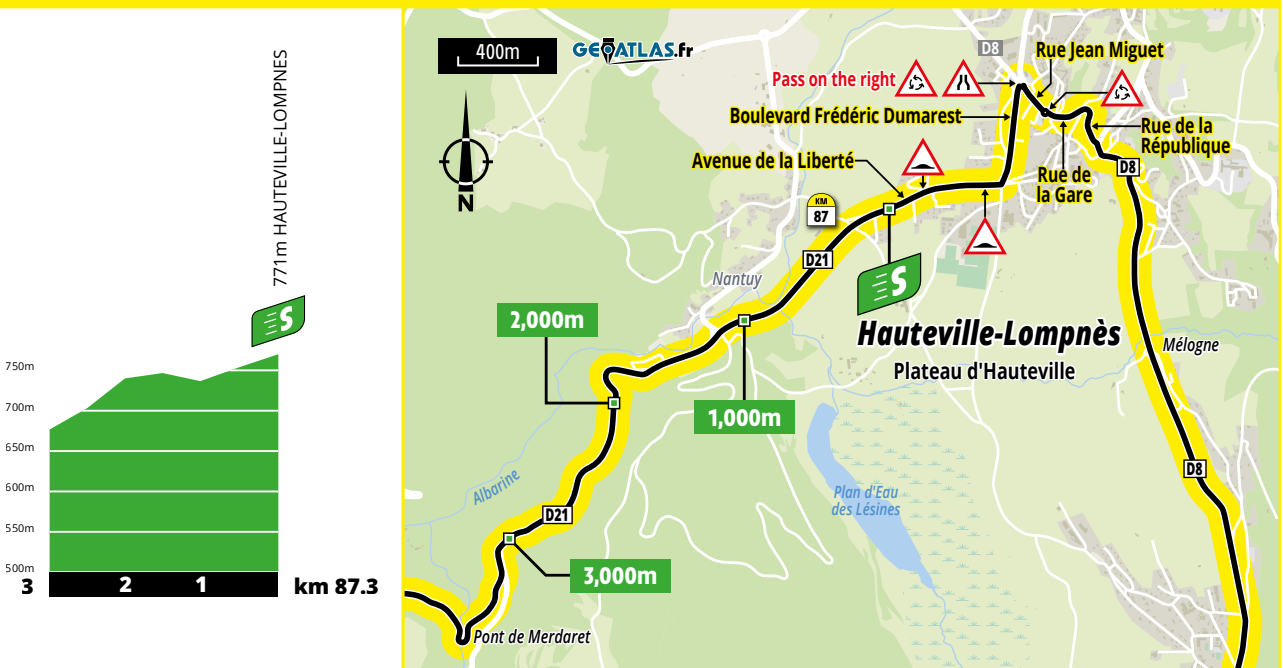 771m HAUTEVILLE-LOMPNES
S
750m
700m
650m
600m
550m
500m
3
2
1
km 87.3
400m
GEOATLAS.fr
N
D8
Rue Jean Miguet
Pass on the right
Boulevard Frédéric Dumarest
Avenue de la Liberté
Rue de la
République
Rue de
la Gare
D8
KM
87
D21
S
Nantuy
2,000m
Hauteville-Lompnès
Plateau d'Hauteville
Mélogne
1,000m
D8
Albarine
Plan d'Eau
des Lésines
D21
3,000m
Pont de Merdaret